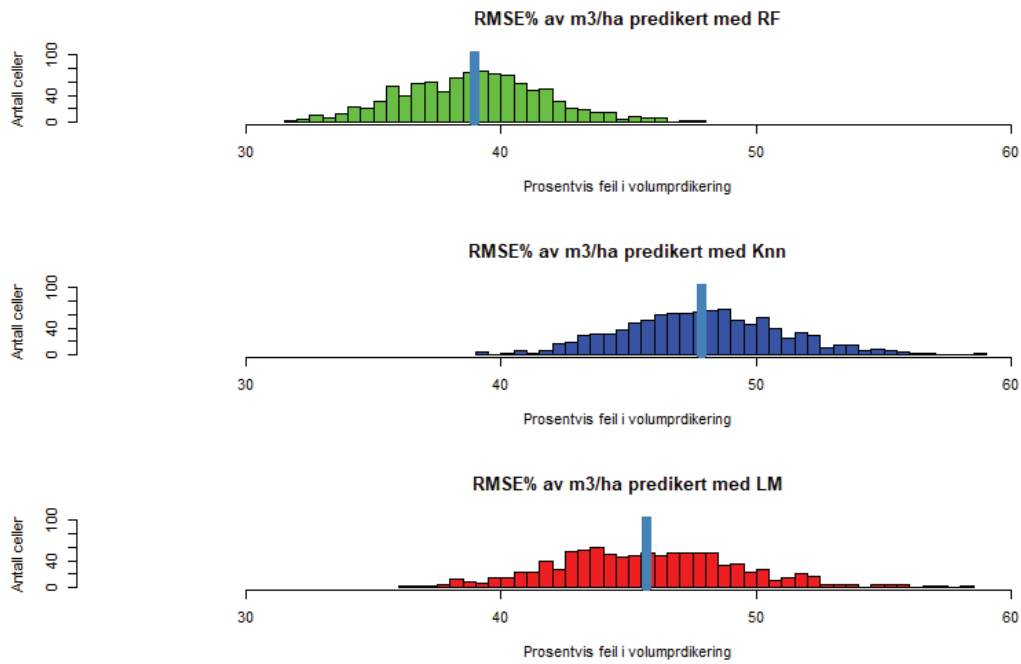 RMSE% av m3/ha predikert med RF
Antall celler
0 40 100
30 40 50 60
Prosentvis feil i volumprdikering
RMSE% av m3/ha predikert med Knn
Antall celler
0 40 100
30 40 50 60
Prosentvis feil i volumprdikering
RMSE% av m3/ha predikert med LM
Antall celler
0 40 100
30 40 50 60
Prosentvis feil i volumprdikering